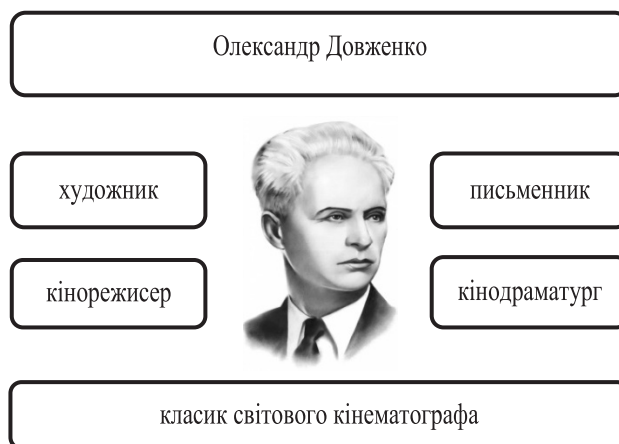 Олександр Довженко
художник
письменник
кінорежисер
кінодраматург
класик світового кінематографа